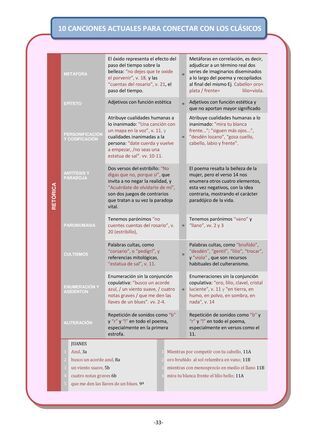 10 CANCIONES ACTUALES PARA CONECTAR CON LOS CLÁSICOS
RETÓRICA
METÁFORA
El óxido representa el efecto del
paso del tiempo sobre la
belleza: "no dejes que te oxide
el porvenir", v. 18, y las
"cuentas del rosario", v. 21, el
paso del tiempo.
=
Metáforas en correlación, es decir,
adjudicar a un término real dos
series de imaginarios diseminados
a lo largo del poema y recopilados
al final del mismo Ej. Cabello= oro=
plata / frente= lilio=viola.
EPÍTETO
Adjetivos con función estética
=
Adjetivos con función estética y
que no aportan mayor significado
PERSONIFICACIÓN
Y COSIFICACIÓN
Atribuir cualidades humanas a
lo inanimado: "Una canción con
un mapa en la voz", v. 11, y
cualidades inanimadas a la
persona: "date cuerda y vuelve
a empezar, /no seas una
estatua de sal". vv. 10-11.
=
Atribuir cualidades humanas a lo
inanimado: "mira tu blanca
frente…"; "siguen más ojos…";
"desdén lozano", "goza cuello,
cabello, labio y frente".
ANTÍTESIS Y
PARADOJA
Dos versos del estribillo: "No
digas que no, porque sí", que
invita a no negar la realidad, y
"Acuérdate de olvidarte de mí",
son dos juegos de contrarios
que tratan a su vez la paradoja
vital.
=
El poema resalta la belleza de la
mujer, pero el verso 14 nos
enumera otros cuatro elementos,
esta vez negativos, con la idea
contraria, mostrando el carácter
paradójico de la vida.
PARONOMASIA
Tenemos parónimos "no
cuentes cuentas del rosario", v.
20 (estribillo),
=
Tenemos parónimos "vano" y
"llano", vv. 2 y 3
CULTISMOS
Palabras cultas, como
"corsario", o "pedigrí", y
referencias mitológicas,
"estatua de sal", v. 11.
=
Palabras cultas, como "bruñido",
"desdén", "gentil", "lilio", "trocar",
y "viola", que son recursos
habituales del culteranismo.
ENUMERACIÓN Y
ASÍNDETON
Enumeración sin conjunción
copulativa: "busco un acorde
azul, / un viento suave, / cuatro
notas graves / que me den las
llaves de un blues". vv. 2-4.
=
Enumeraciones sin conjunción
copulativa: "oro, lilio, clavel, cristal
luciente", v. 11 y "en tierra, en
humo, en polvo, en sombra, en
nada", v. 14
ALITERACIÓN
Repetición de sonidos como "b"
y "r" y "l" en todo el poema,
especialmente en la primera
estrofa.
=
Repetición de sonidos como "b" y
"r" y "l" en todo el poema,
especialmente en versos como el
11.
JUANES
Azul, 3a
busco un acorde azul; 8a
un viento suave, 5b
cuatro notas graves 6b
que me den las llaves de un blues. 9ª
Mientras por competir con tu cabello, 11A
oro bruñido al sol relumbra en vano; 11B
mientras con menosprecio en medio el llano 11B
mira tu blanca frente el lilio bello; 11A
-33-